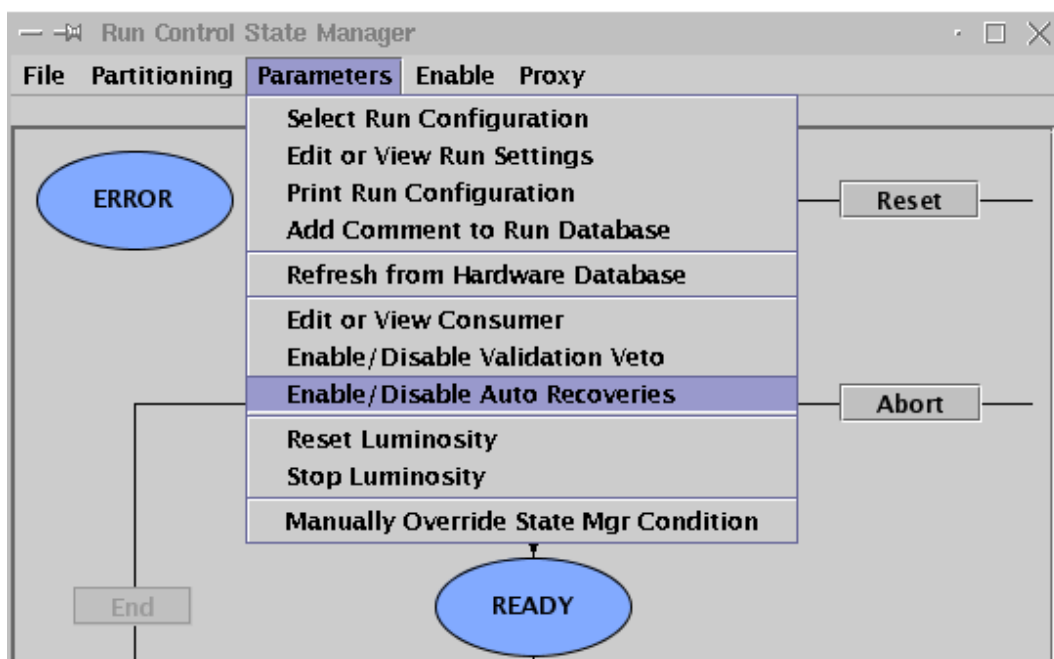 Run Control State Manager
File Partitioning Parameters Enable Proxy
Select Run Configuration
Edit or View Run Settings
Print Run Configuration
Add Comment to Run Database
Refresh from Hardware Database
Edit or View Consumer
Enable/Disable Validation Veto
Enable/Disable Auto Recoveries
Reset Luminosity
Stop Luminosity
Manually Override State Mgr Condition
ERROR
Reset
Abort
End
READY